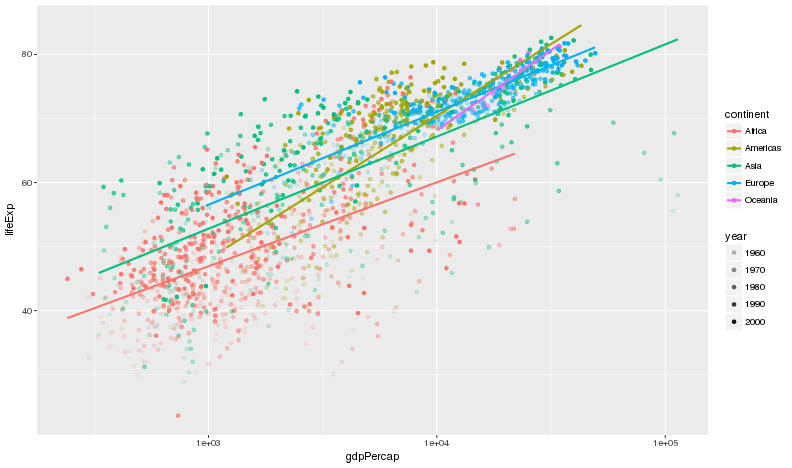 lifeExp
80
60
40
1e+03
1e+04
1e+05
gdpPercap
continent
Africa
Americas
Asia
Europe
Oceania
year
1960
1970
1980
1990
2000